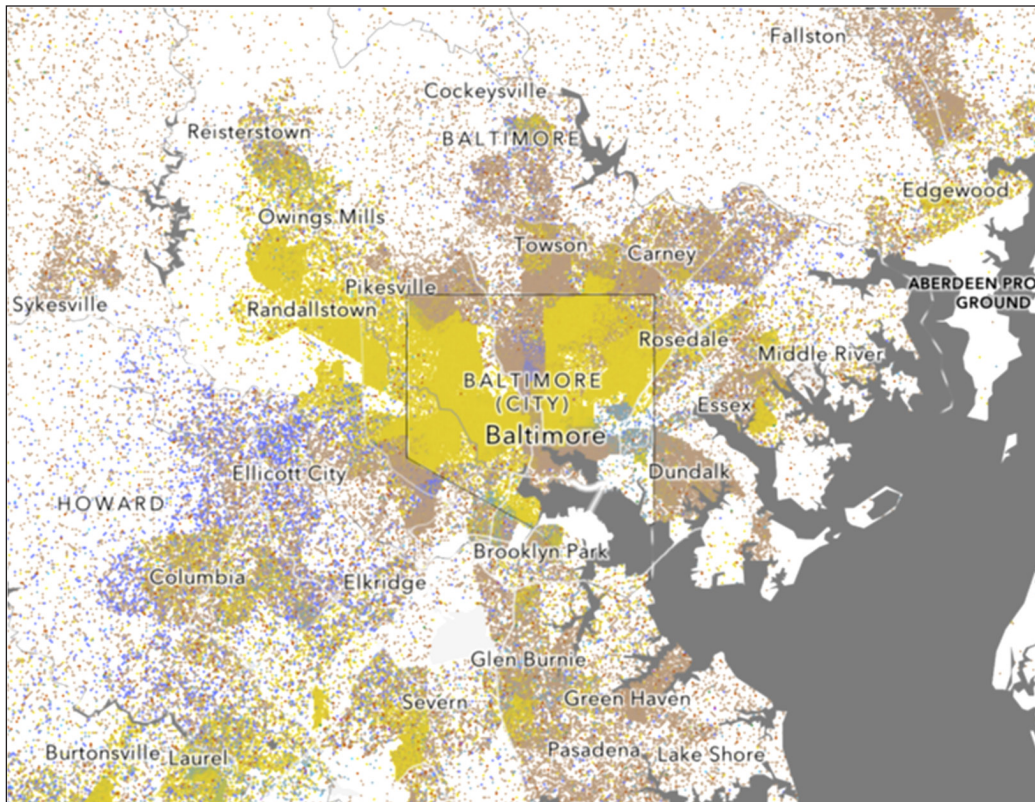 Fallston
Cockeysville
Reisterstown
BALTIMORE
Edgewood
Owings Mills
Towson
Carney
Pikesville
ABERDEEN PRO
GROUND
Sykesville
Randallstown
Rosedale
Middle River
BALTIMORE
(CITY)
Essex
Baltimore
Ellicott City
Dundalk
HOWARD
Brooklyn Park
Columbia
Elkridge
Glen Burnie
Severn
Green Haven
Burtonsville
Laurel
Pasadena
Lake Shore